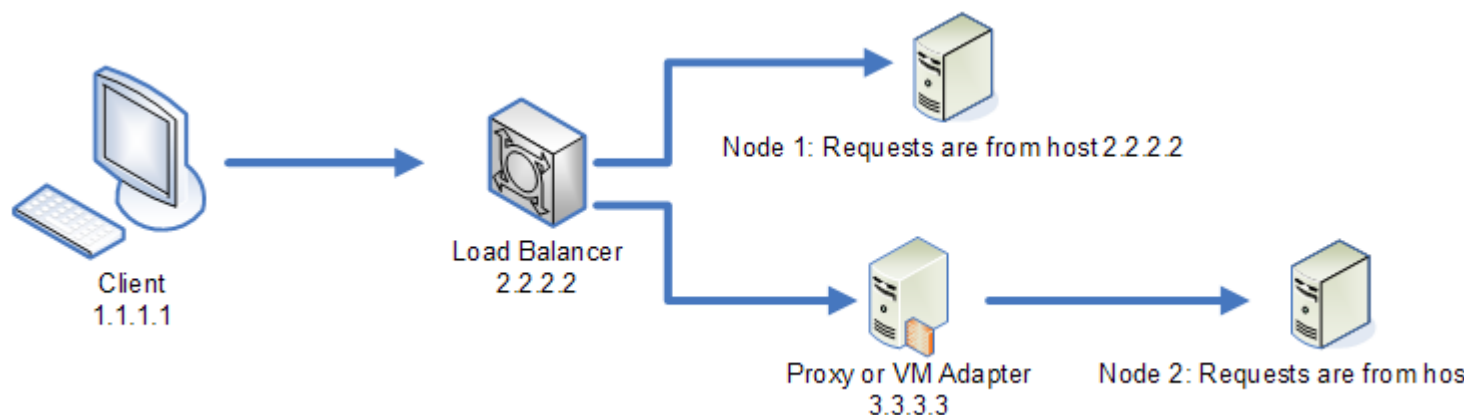 Node 1: Requests are from host 2.2.2.2
Load Balancer
2.2.2.2
Client
1.1.1.1
Proxy or VM Adapter
3.3.3.3
Node 2: Requests are from hos